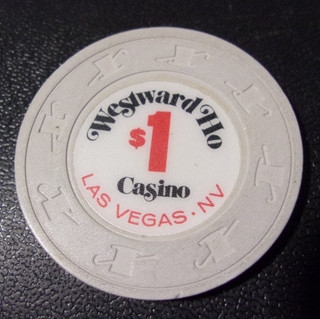 Westward Ho
$1
Casino
LAS VEGAS • NV